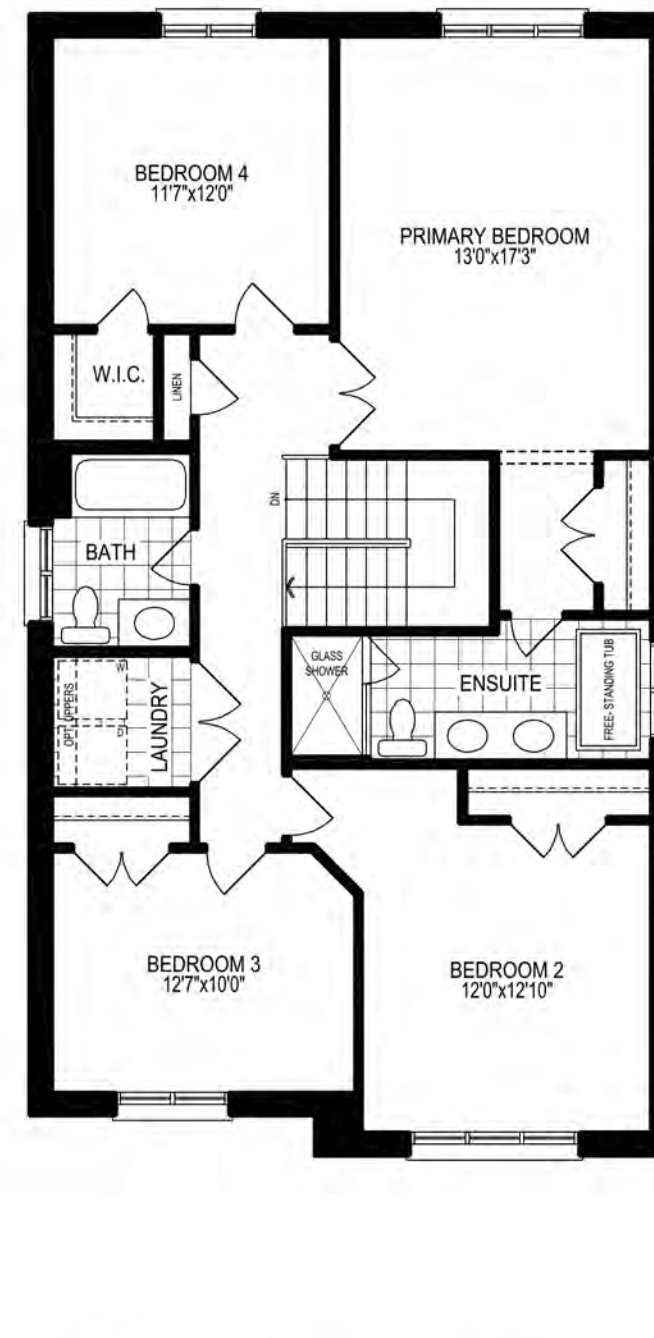 BEDROOM 4
11'7"x12'0"
PRIMARY BEDROOM
13'0"x17'3"
W.I.C.
LINEN
DN
BATH
GLASS
SHOWER
ENSUITE
FREE-STANDING TUB
OPT. UPPERS
W
D
LAUNDRY
BEDROOM 3
12'7"x10'0"
BEDROOM 2
12'0"x12'10"